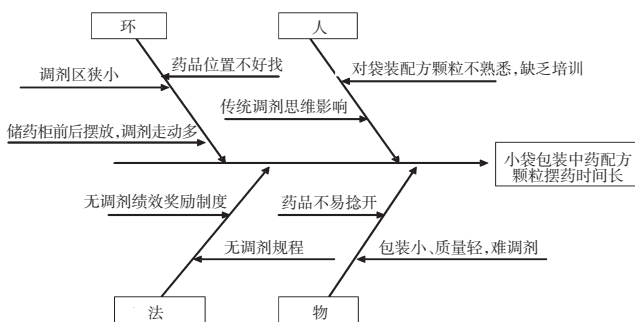 环
人
药品位置不好找
对袋装配方颗粒不熟悉,缺乏培训
调剂区狭小
传统调剂思维影响
储药柜前后摆放,调剂走动多
小袋包装中药配方
颗粒摆药时间长
无调剂绩效奖励制度
药品不易捻开
无调剂规程
包装小、质量轻,难调剂
法
物